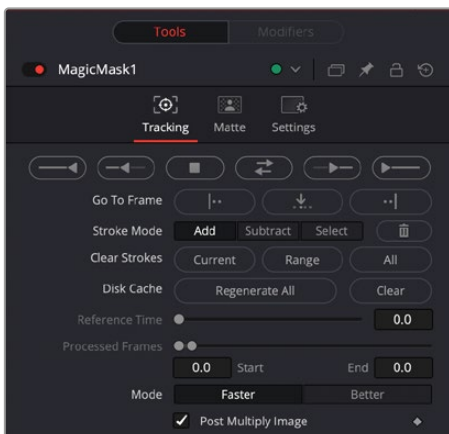 Tools Modifiers
MagicMask1
Tracking Matte Settings
Go To Frame
Stroke Mode Add Subtract Select
Clear Strokes Current Range All
Disk Cache Regenerate All Clear
Reference Time 0.0
Processed Frames
0.0 Start End 0.0
Mode Faster Better
Post Multiply Image